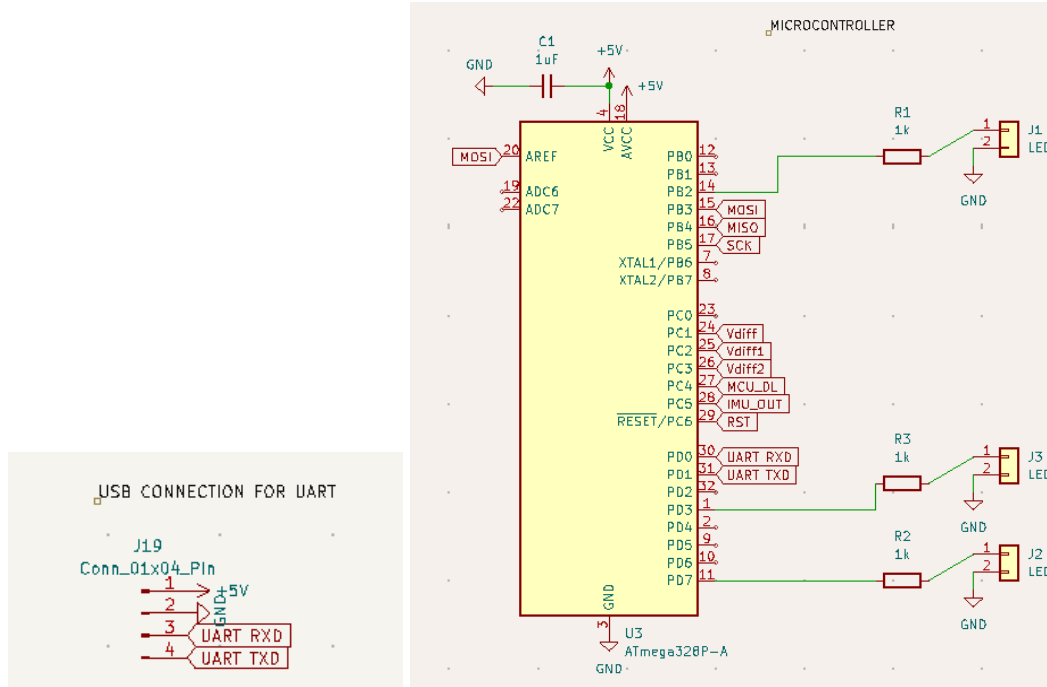 MICROCONTROLLER
C1
1uF
GND
+5V
+5V
4
18
VCC
AVCC
MOSI
20
AREF
19
ADC6
22
ADC7
PB0
12
PB1
13
PB2
14
PB3
15
MOSI
PB4
16
MISO
PB5
17
SCK
XTAL1/PB6
7
XTAL2/PB7
8
PC0
23
PC1
24
Vdiff
PC2
25
Vdiff1
PC3
26
Vdiff2
PC4
27
MCU_DL
PC5
28
IMU_OUT
RESET/PC6
29
RST
PD0
30
UART RXD
PD1
31
UART TXD
PD2
32
PD3
1
PD4
2
PD5
9
PD6
10
PD7
11
GND
3
GND
U3
ATmega328P-A
R1
1k
1
2
J1
LED
GND
R3
1k
1
2
J3
LED
GND
R2
1k
1
2
J2
LED
GND
USB CONNECTION FOR UART
J19
Conn_01x04_Pin
1
+5V
2
GND
3
UART RXD
4
UART TXD